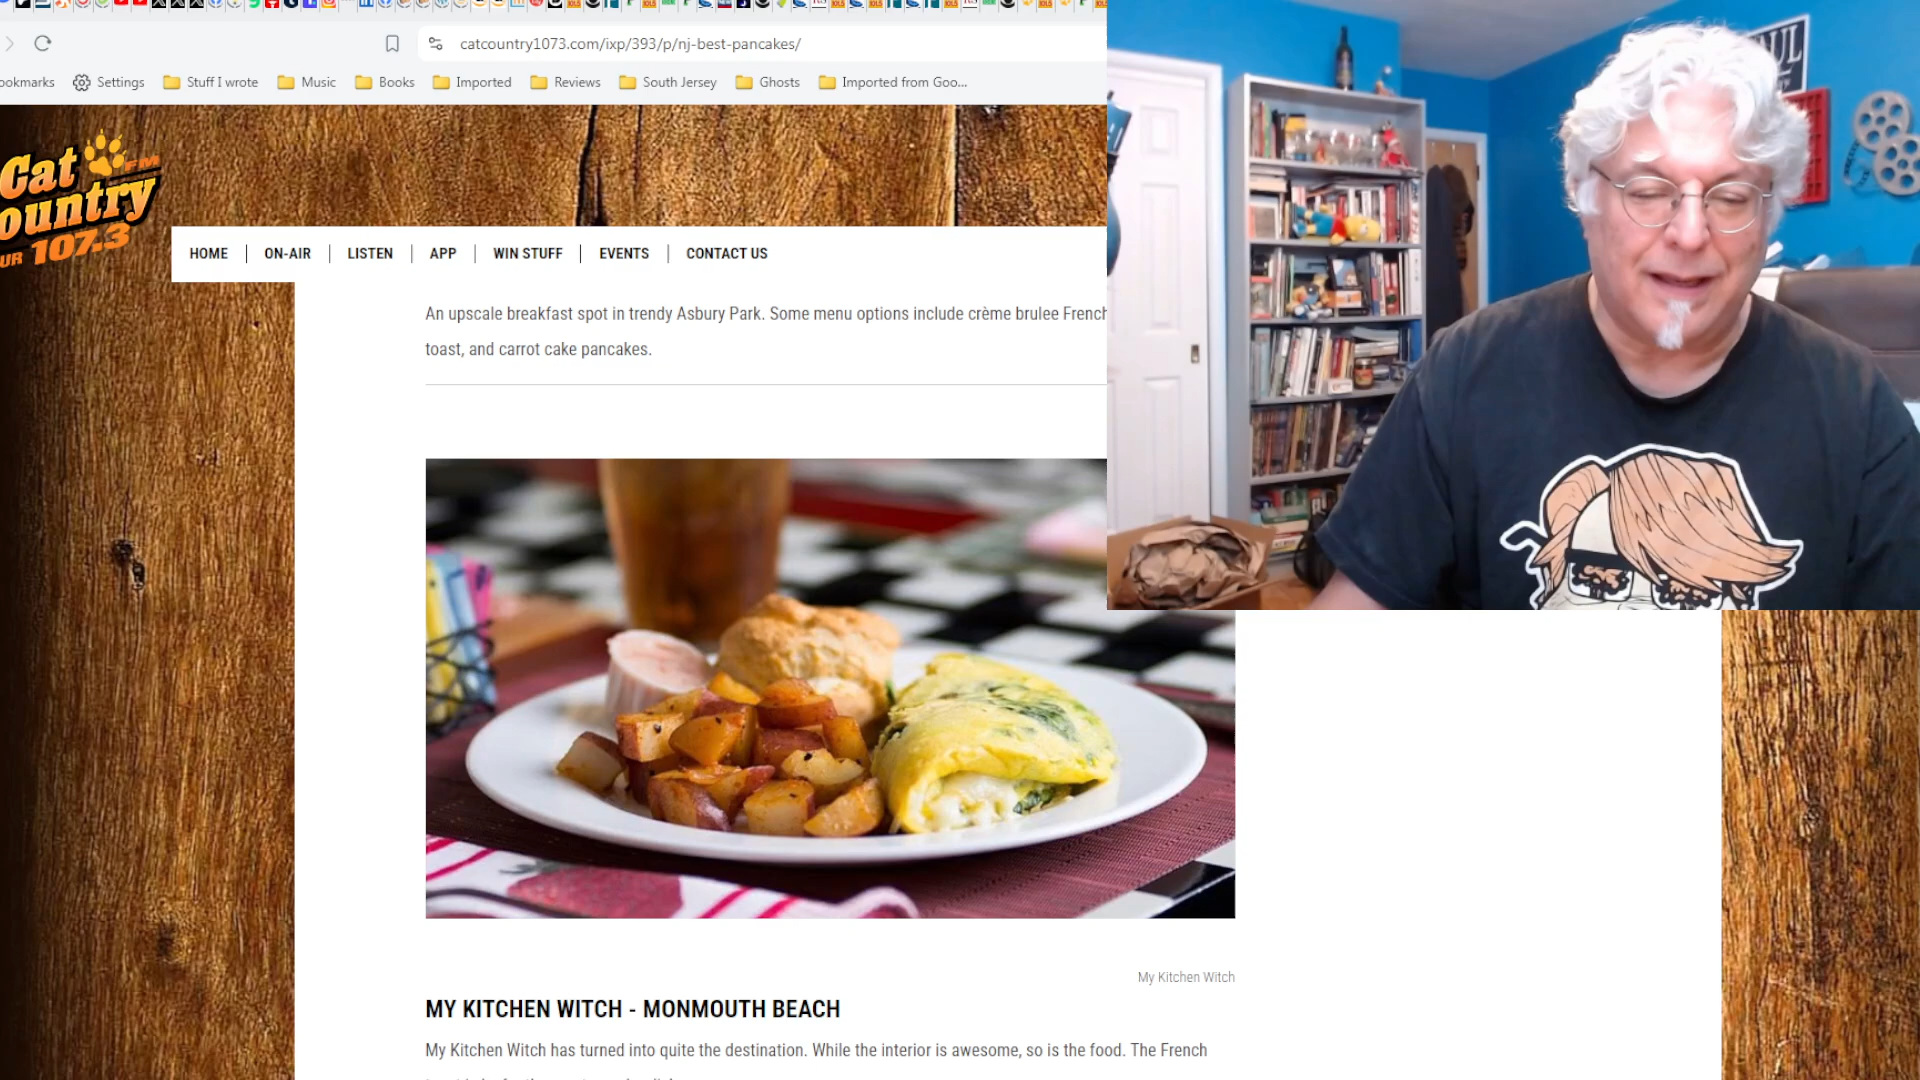 catcountry1073.com/ixp/393/p/nj-best-pancakes/
ookmarks Settings Stuff I wrote Music Books Imported Reviews South Jersey Ghosts Imported from Goo...
Cat
ountry FM
UR 107.3
HOME ON-AIR LISTEN APP WIN STUFF EVENTS CONTACT US
An upscale breakfast spot in trendy Asbury Park. Some menu options include crème brulee French
toast, and carrot cake pancakes.
My Kitchen Witch
MY KITCHEN WITCH - MONMOUTH BEACH
My Kitchen Witch has turned into quite the destination. While the interior is awesome, so is the food. The French